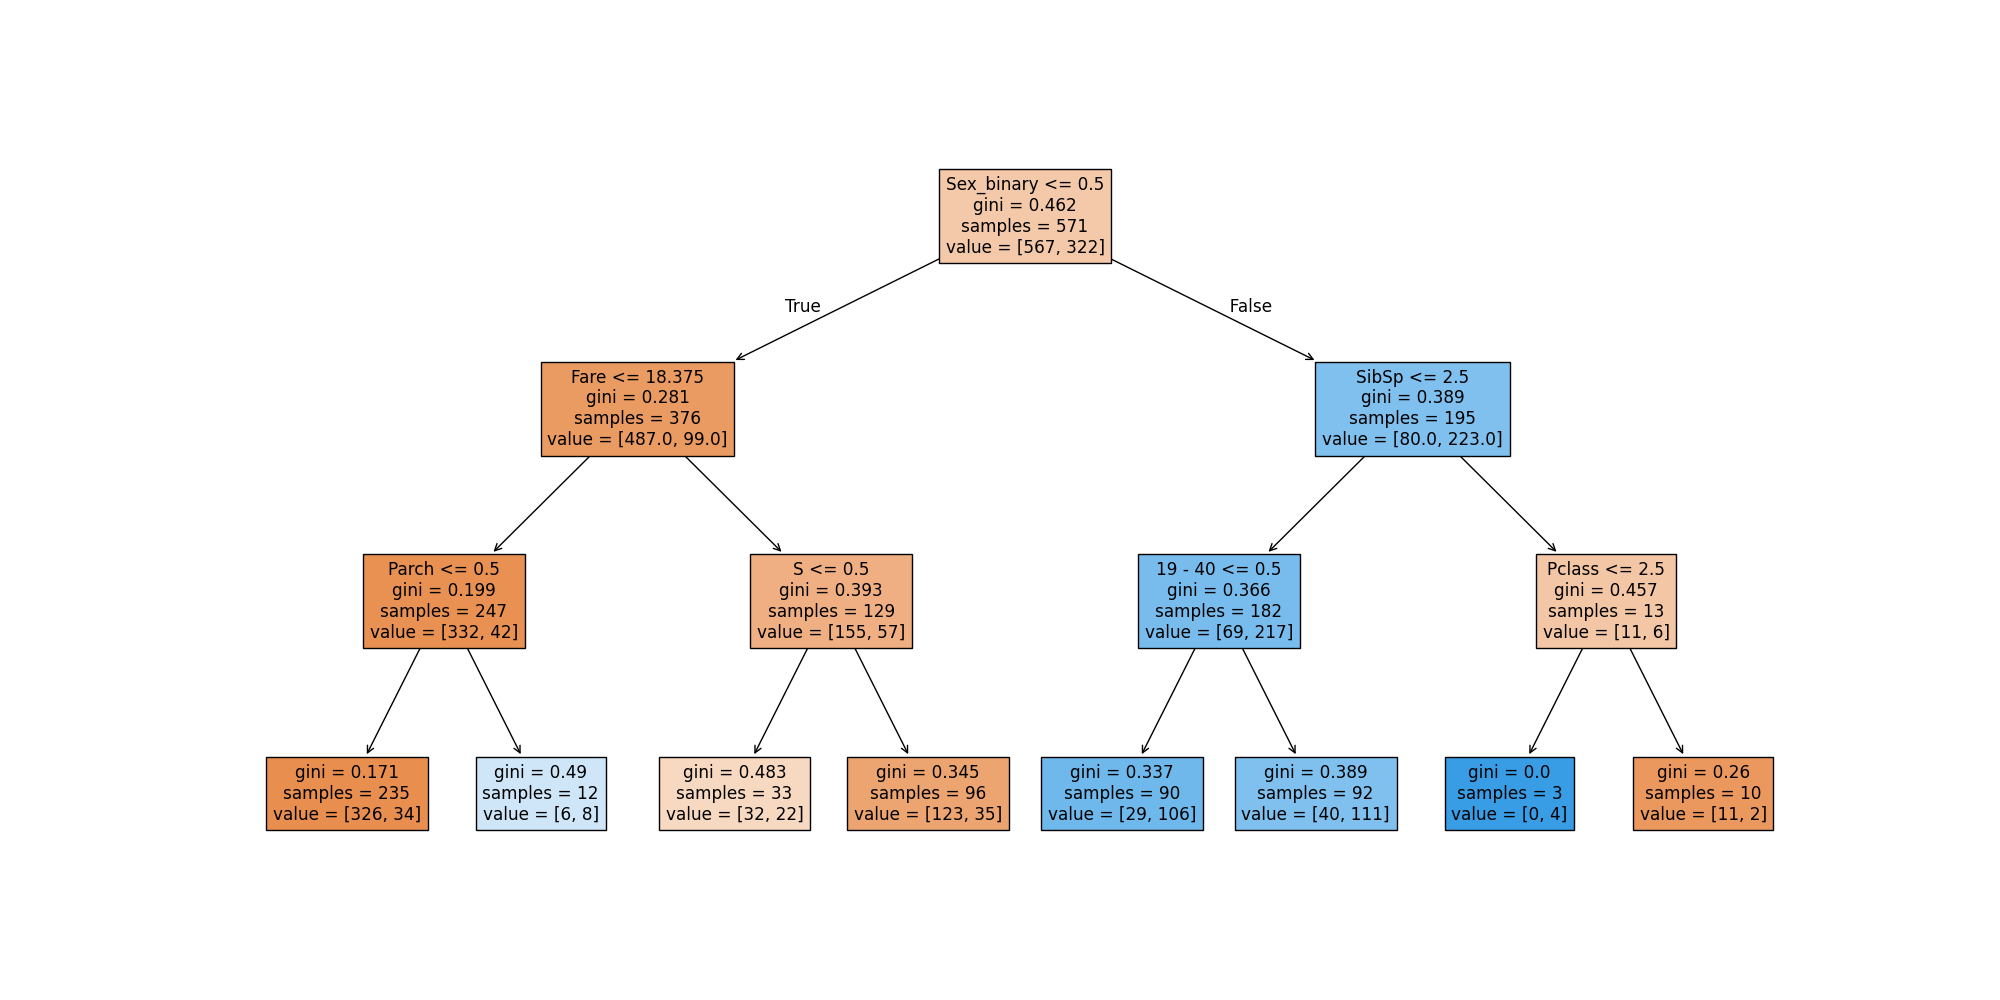 Sex_binary <= 0.5
gini = 0.462
samples = 571
value = [567, 322]
True
False
Fare <= 18.375
gini = 0.281
samples = 376
value = [487.0, 99.0]
SibSp <= 2.5
gini = 0.389
samples = 195
value = [80.0, 223.0]
Parch <= 0.5
gini = 0.199
samples = 247
value = [332, 42]
S <= 0.5
gini = 0.393
samples = 129
value = [155, 57]
19 - 40 <= 0.5
gini = 0.366
samples = 182
value = [69, 217]
Pclass <= 2.5
gini = 0.457
samples = 13
value = [11, 6]
gini = 0.171
samples = 235
value = [326, 34]
gini = 0.49
samples = 12
value = [6, 8]
gini = 0.483
samples = 33
value = [32, 22]
gini = 0.345
samples = 96
value = [123, 35]
gini = 0.337
samples = 90
value = [29, 106]
gini = 0.389
samples = 92
value = [40, 111]
gini = 0.0
samples = 3
value = [0, 4]
gini = 0.26
samples = 10
value = [11, 2]